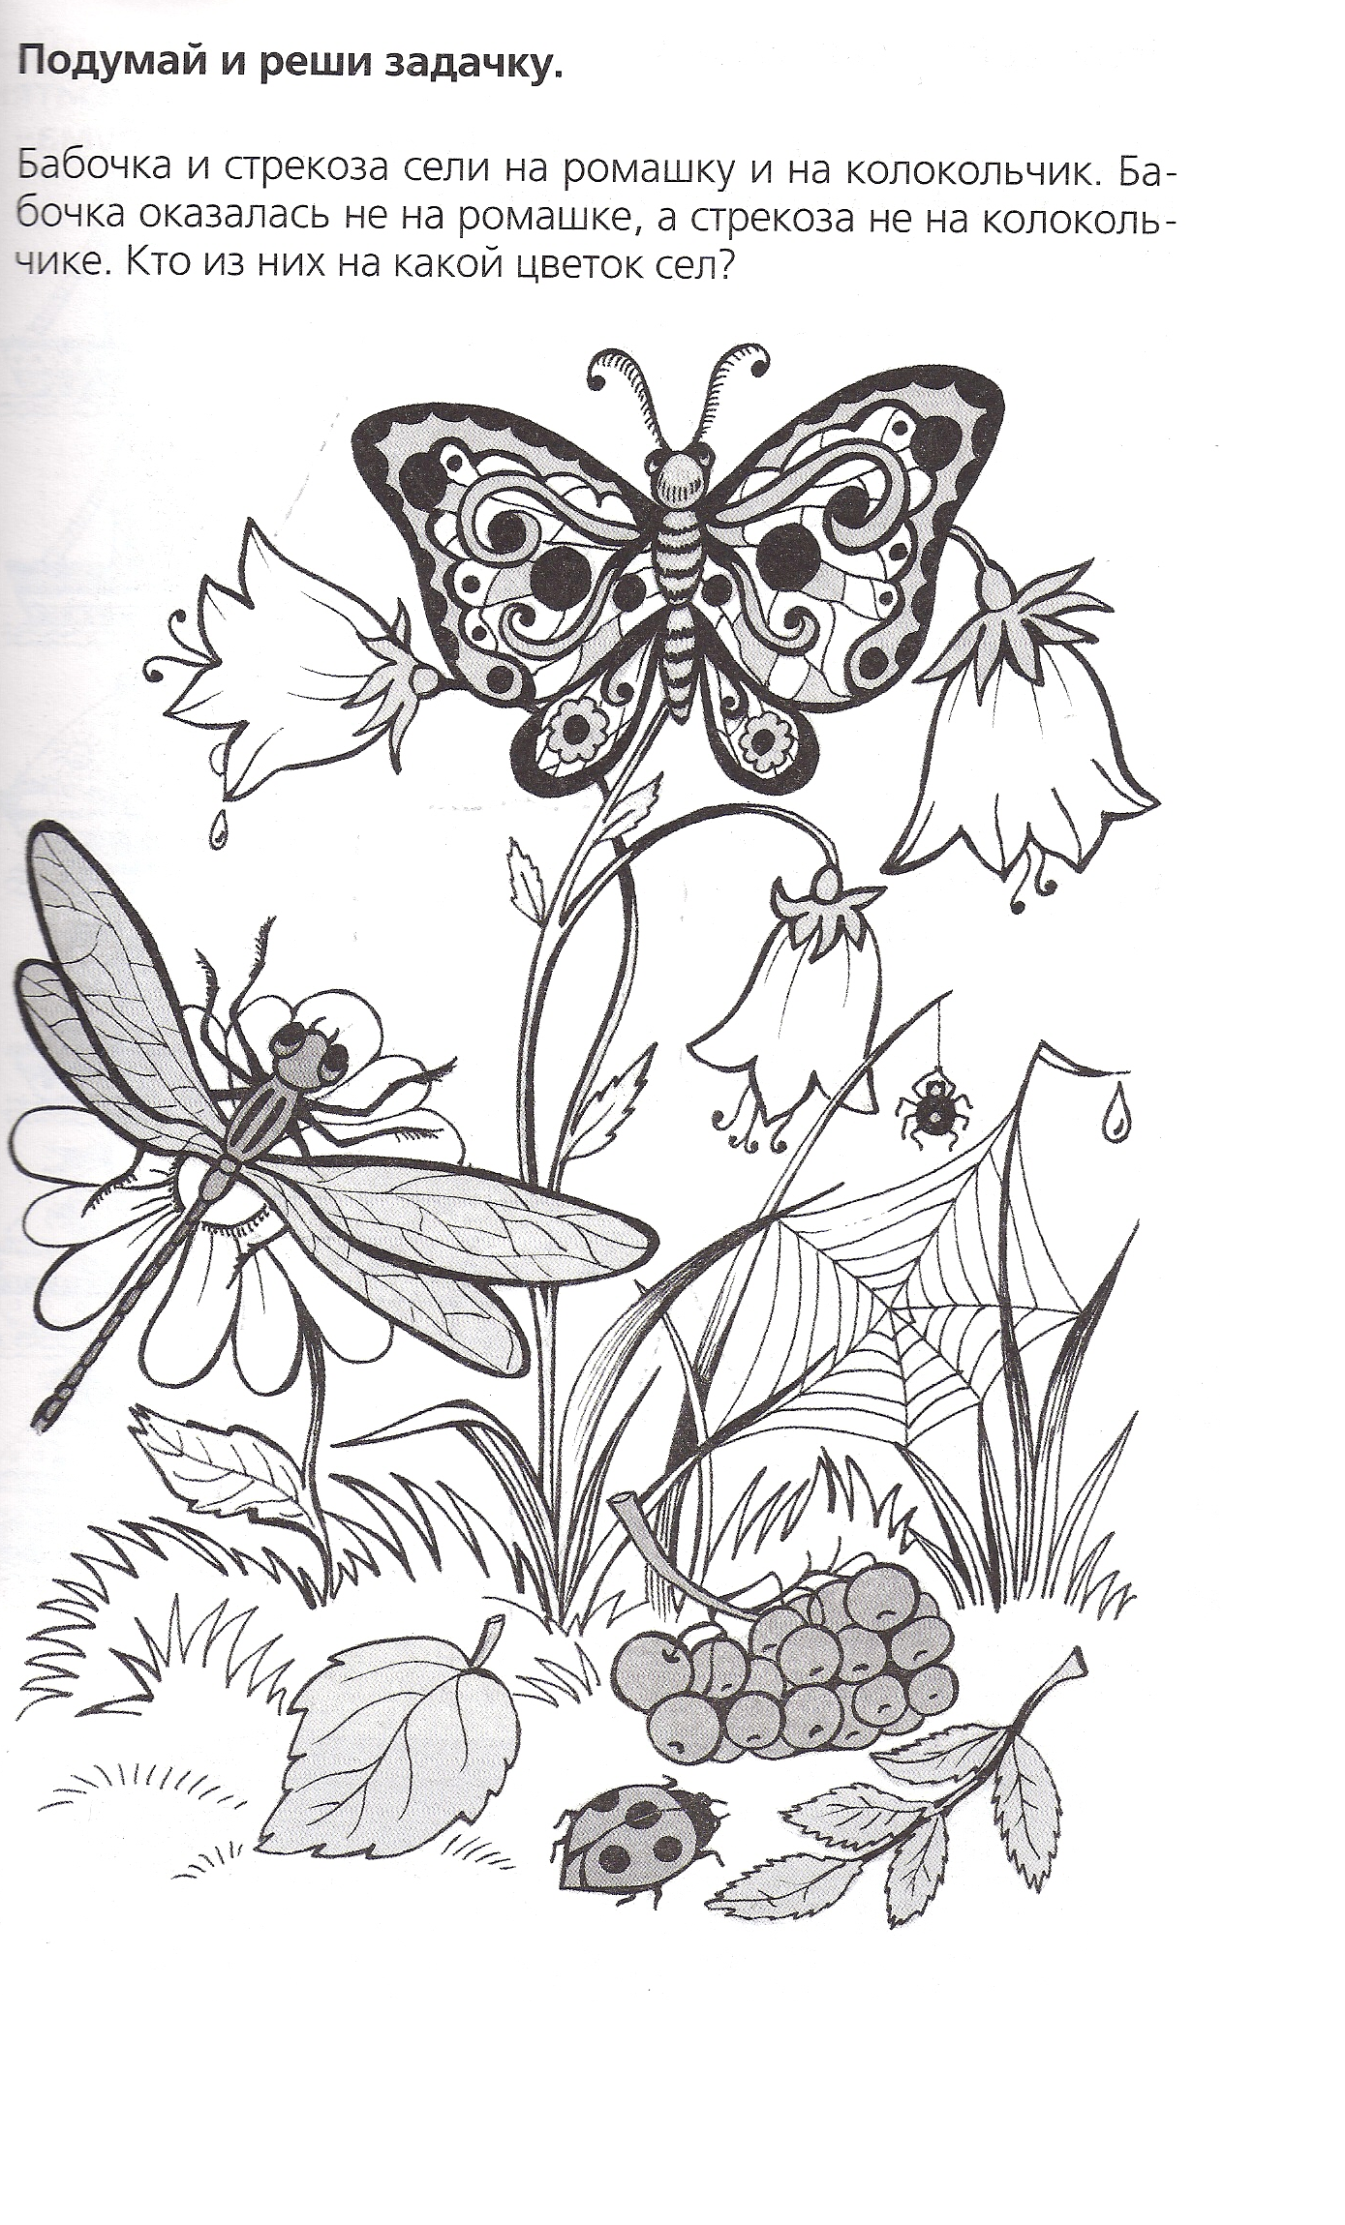 Подумай и реши задачку.
Бабочка и стрекоза сели на ромашку и на колокольчик. Ба-
бочка оказалась не на ромашке, а стрекоза не на колоколь-
чике. Кто из них на какой цветок сел?